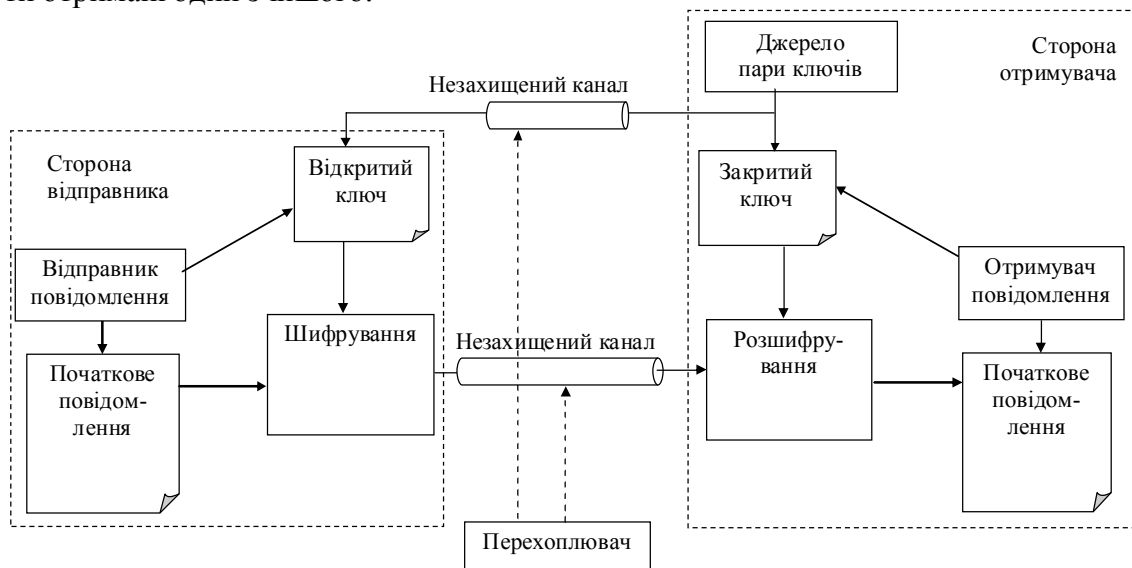 Джерело
пари ключів
Сторона
отримувача
Незахищений канал
Сторона
відправника
Відкритий
ключ
Закритий
ключ
Відправник
повідомлення
Отримувач
повідомлення
Шифрування
Незахищений канал
Розшифру-
вання
Початкове
повідом-
лення
Початкове
повідом-
лення
Перехоплювач